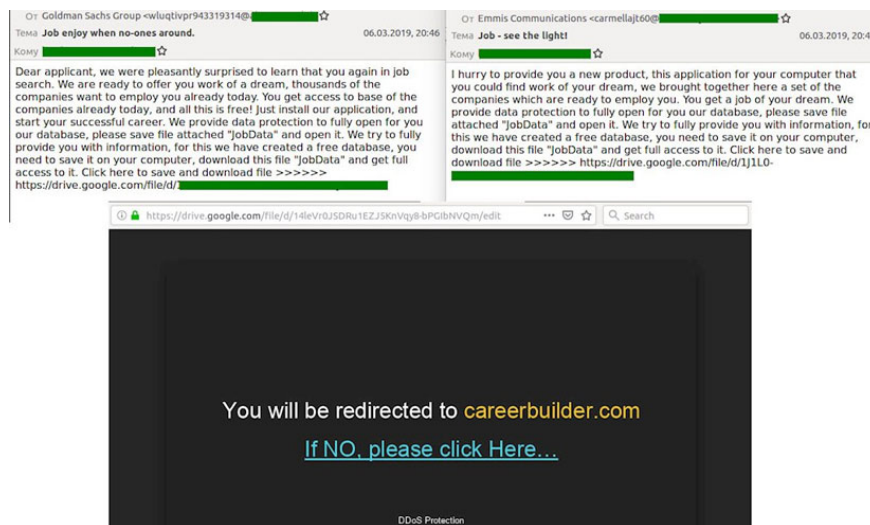 От Goldman Sachs Group <wluqtivpr943319314@
Тема Job enjoy when no-ones around. 06.03.2019, 20:46
Кому
Dear applicant, we were pleasantly surprised to learn that you again in job
search. We are ready to offer you work of a dream, thousands of the
companies want to employ you already today. You get access to base of the
companies already today, and all this is free! Just install our application, and
start your successful career. We provide data protection to fully open for you
our database, please save file attached "JobData" and open it. We try to fully
provide you with information, for this we have created a free database, you
need to save it on your computer, download this file "JobData" and get full
access to it. Click here to save and download file >>>>>>
https://drive.google.com/file/d/
От Emmis Communications <carmellajt60@
Тема Job - see the light! 06.03.2019, 20:4
Кому
I hurry to provide you a new product, this application for your computer that
you could find work of your dream, we brought together here a set of the
companies which are ready to employ you. You get a job of your dream. We
provide data protection to fully open for you our database, please save file
attached "JobData" and open it. We try to fully provide you with information, for
this we have created a free database, you need to save it on your computer,
download this file "JobData" and get full access to it. Click here to save and
download file >>>>>> https://drive.google.com/file/d/1J1L0-
Search
You will be redirected to careerbuilder.com
If NO, please click Here...
DDoS Protection